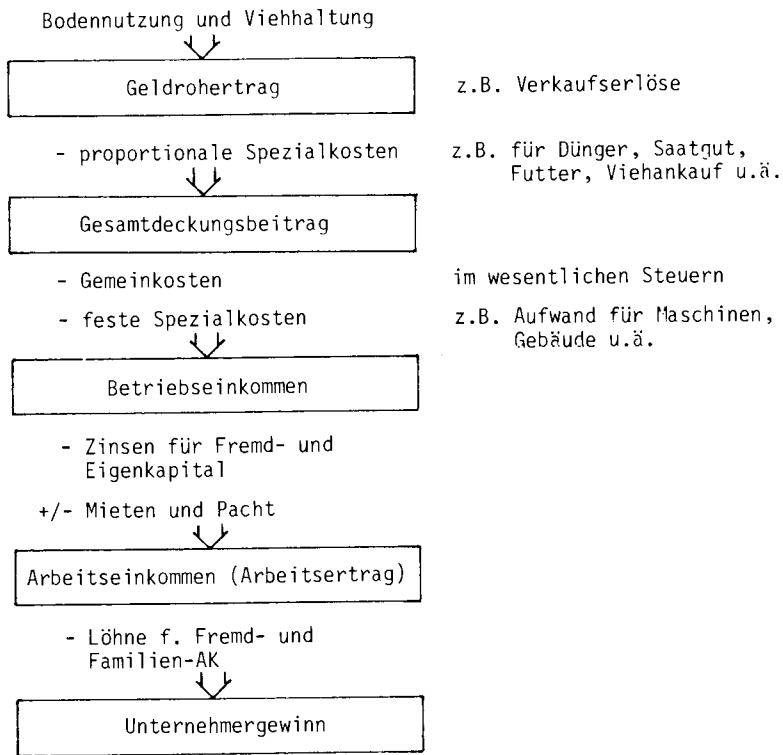 Bodennutzung und Viehhaltung
Geldrohertrag z.B. Verkaufserlöse
- proportionale Spezialkosten z.B. für Dünger, Saatgut,
Futter, Viehankauf u.ä.
Gesamtdeckungsbeitrag
- Gemeinkosten im wesentlichen Steuern
- feste Spezialkosten z.B. Aufwand für Maschinen,
Gebäude u.ä.
Betriebseinkommen
- Zinsen für Fremd- und
Eigenkapital
+/- Mieten und Pacht
Arbeitseinkommen (Arbeitsertrag)
- Löhne f. Fremd- und
Familien-AK
Unternehmergewinn